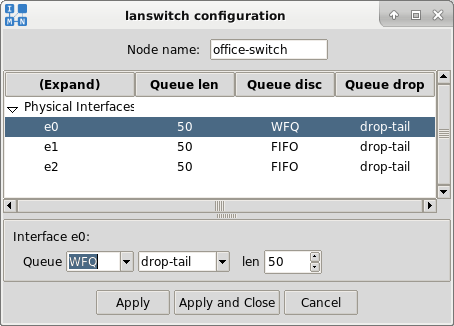 lanswitch configuration
Node name: office-switch
(Expand) Queue len Queue disc Queue drop
Physical Interfaces
e0 50 WFQ drop-tail
e1 50 FIFO drop-tail
e2 50 FIFO drop-tail
Interface e0:
Queue WFQ drop-tail len 50
Apply Apply and Close Cancel